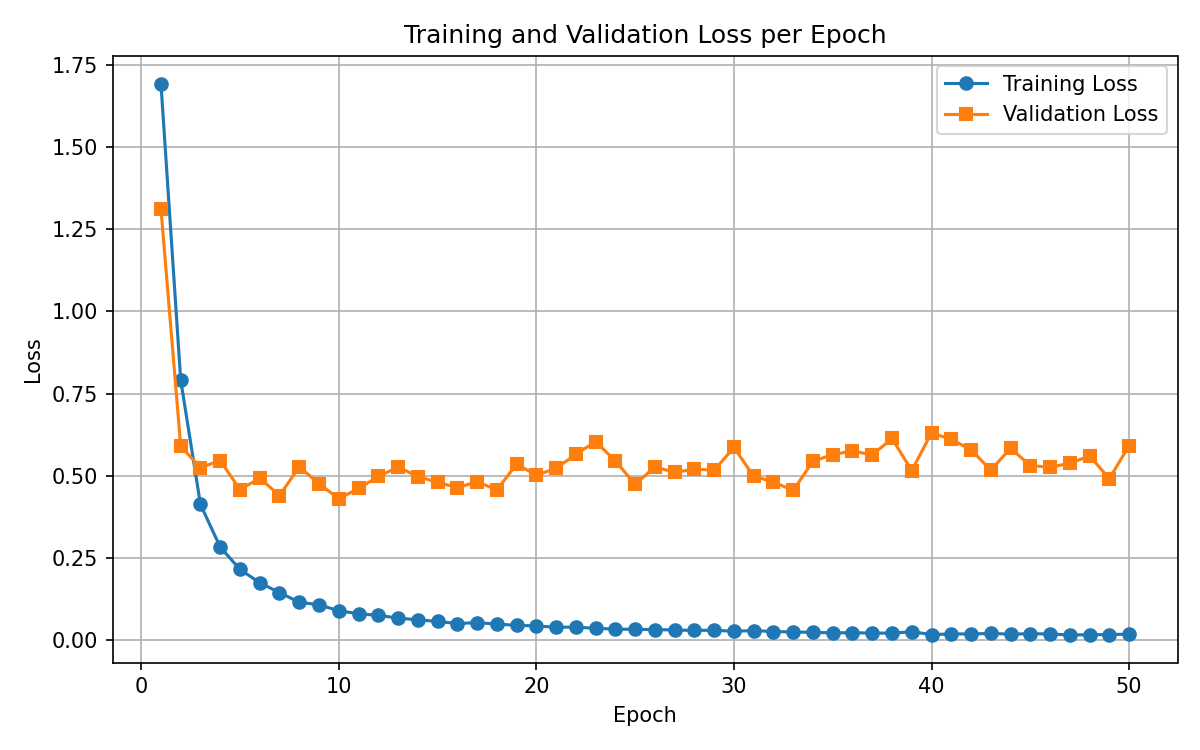 Training and Validation Loss per Epoch
Training Loss
Validation Loss
1.75
1.50
1.25
1.00
0.75
0.50
0.25
0.00
Loss
0 10 20 30 40 50
Epoch